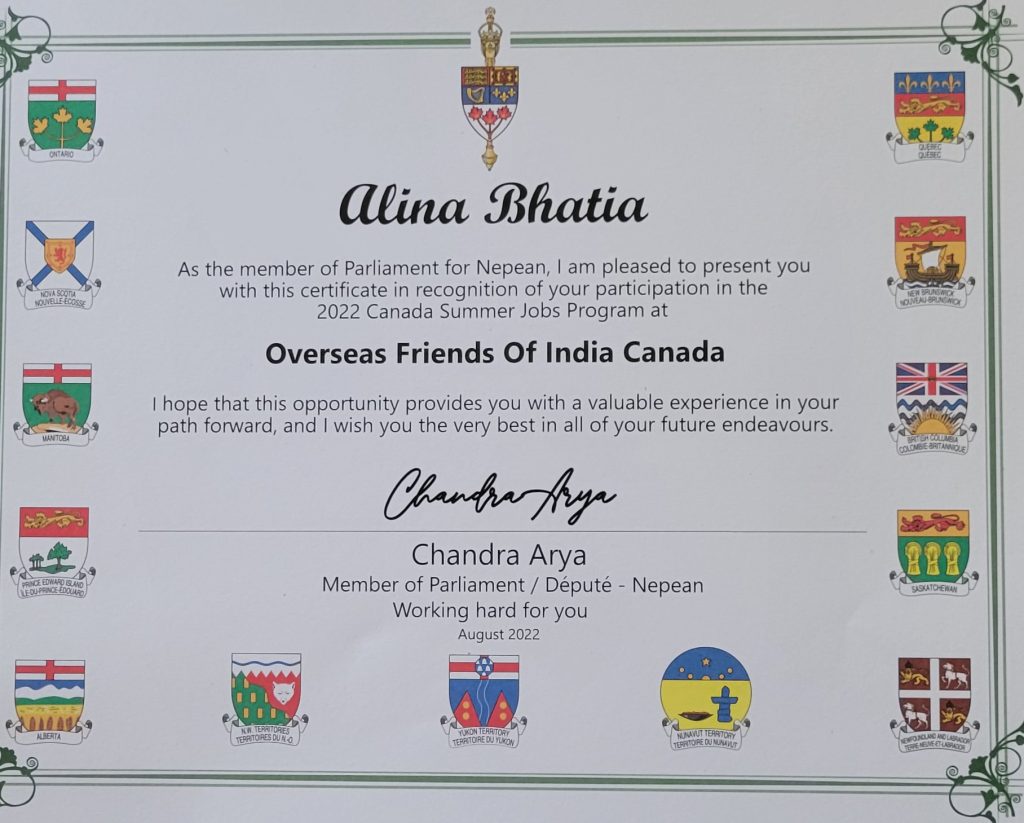 ONTARIO
QUEBEC
QUÉBEC
Alina Bhatia
As the member of Parliament for Nepean, I am pleased to present you
with this certificate in recognition of your participation in the
2022 Canada Summer Jobs Program at
NOVA SCOTIA
NOUVELLE-ÉCOSSE
NEW BRUNSWICK
NOUVEAU-BRUNSWICK
Overseas Friends Of India Canada
I hope that this opportunity provides you with a valuable experience in your
path forward, and I wish you the very best in all of your future endeavours.
MANITOBA
BRITISH COLUMBIA
COLOMBIE-BRITANNIQUE
Chandra Arya
Chandra Arya
Member of Parliament / Député - Nepean
Working hard for you
August 2022
PRINCE EDWARD ISLAND
ÎLE-DU-PRINCE-ÉDOUARD
SASKATCHEWAN
ALBERTA
N.W. TERRITORIES
TERRITOIRES DU N.-O.
YUKON TERRITORY
TERRITOIRE DU YUKON
NUNAVUT TERRITORY
TERRITOIRE DU NUNAVUT
NEWFOUNDLAND AND LABRADOR
TERRE-NEUVE-ET-LABRADOR